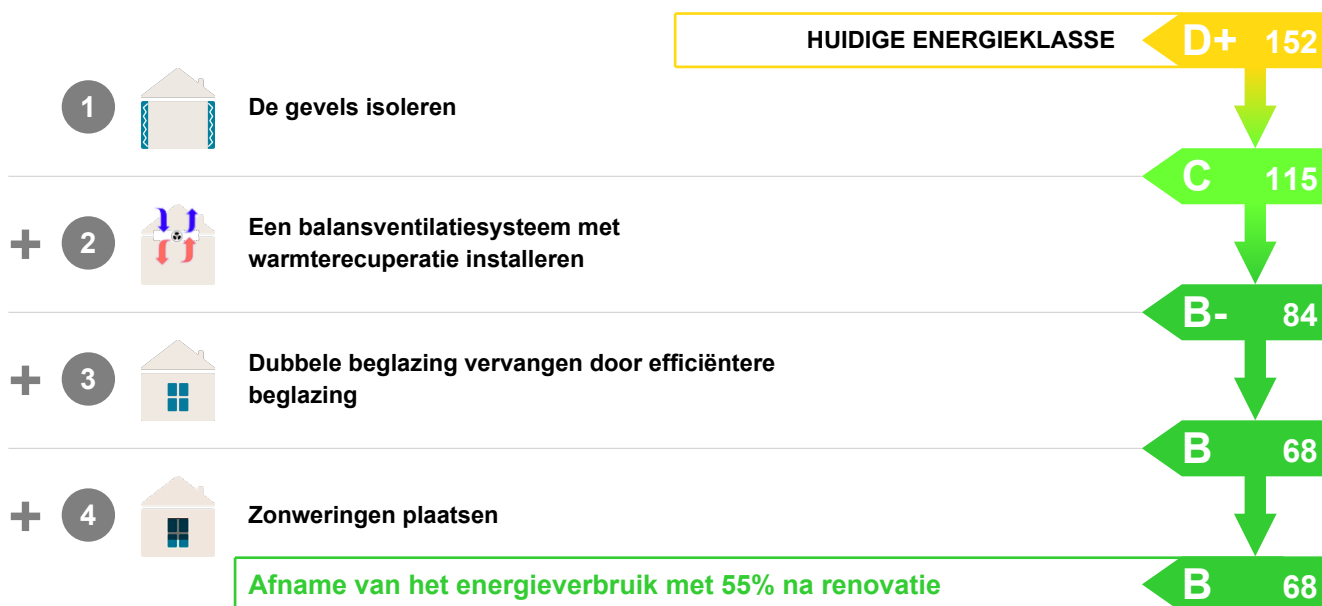 HUIDIGE ENERGIEKLASSE D+ 152
1 De gevels isoleren
C 115
+ 2 Een balansventilatiesysteem met
warmterecuperatie installeren
B- 84
+ 3 Dubbele beglazing vervangen door efficiëntere
beglazing
B 68
+ 4 Zonweringen plaatsen
Afname van het energieverbruik met 55% na renovatie B 68